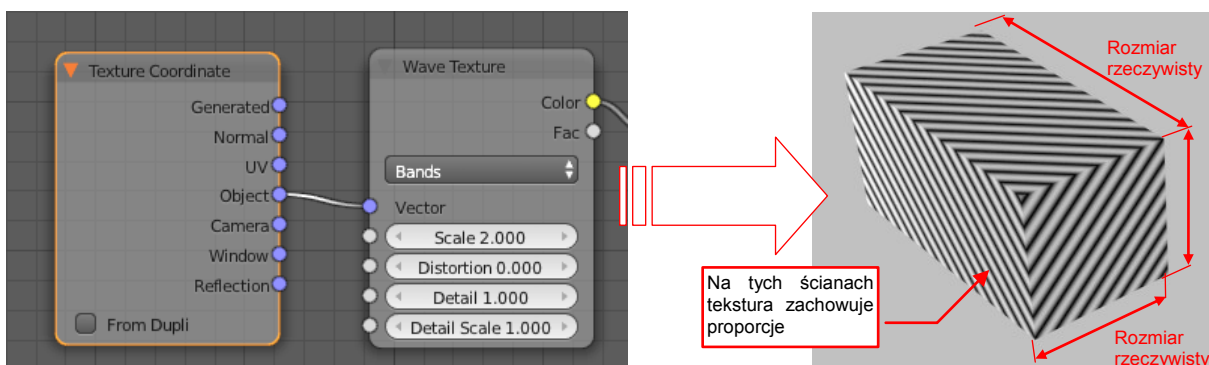 Texture Coordinate
Generated
Normal
UV
Object
Camera
Window
Reflection
From Dupli
Wave Texture
Color
Fac
Bands
Vector
Scale 2.000
Distortion 0.000
Detail 1.000
Detail Scale 1.000
Na tych ścianach
tekstura zachowuje
proporcje
Rozmiar
rzeczywisty
Rozmiar
rzeczywisty